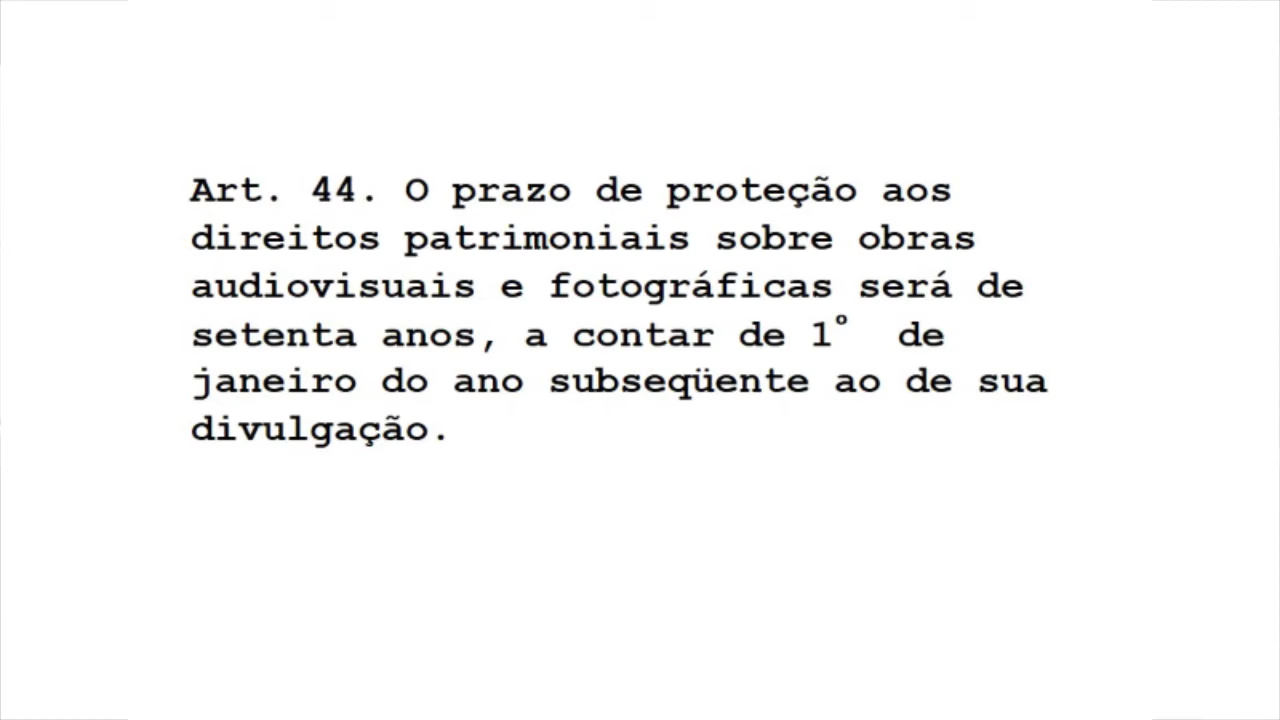 Art. 44. O prazo de proteção aos
direitos patrimoniais sobre obras
audiovisuais e fotográficas será de
setenta anos, a contar de 1º de
janeiro do ano subseqüente ao de sua
divulgação.